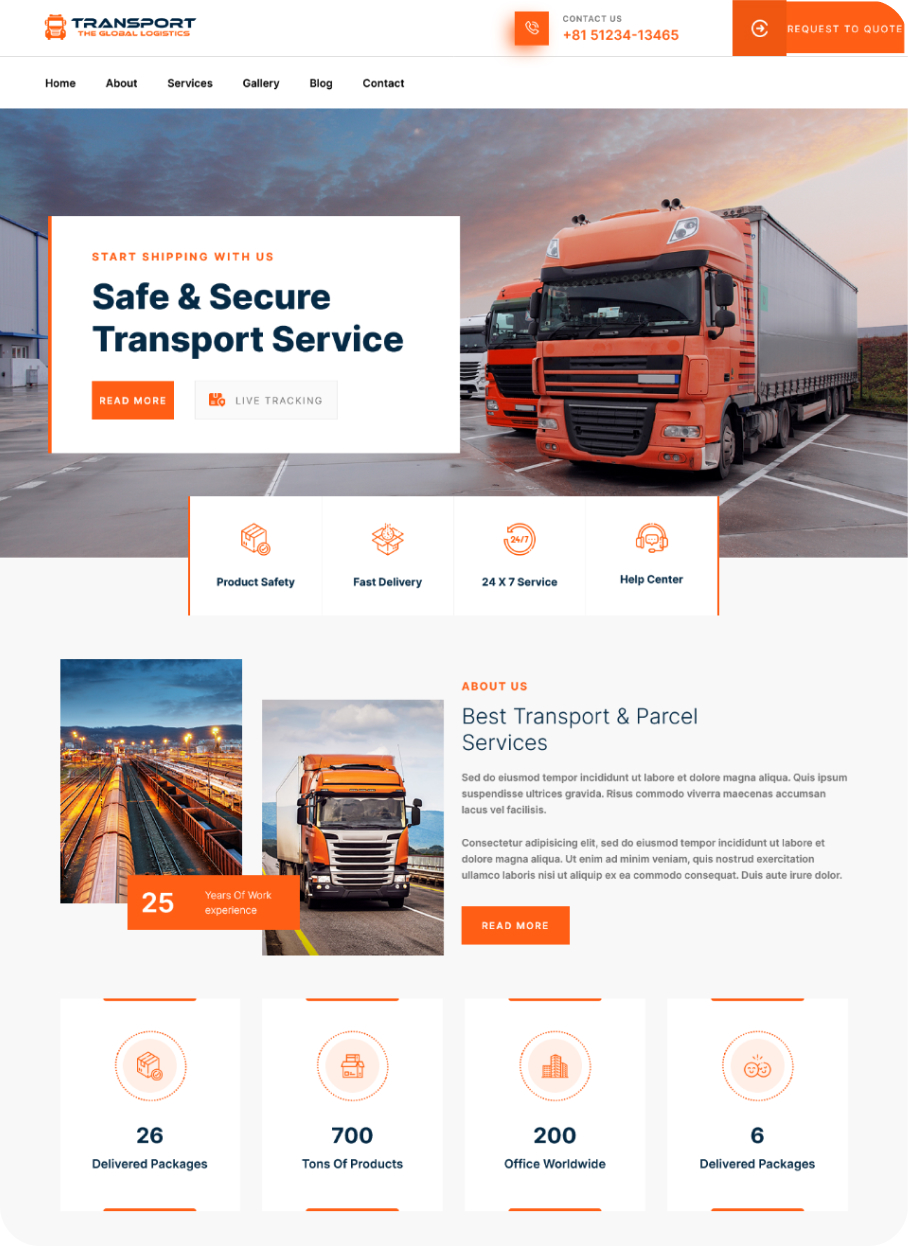 TRANSPORT
THE GLOBAL LOGISTICS
CONTACT US
+81 51234-13465
REQUEST TO QUOTE
Home About Services Gallery Blog Contact
START SHIPPING WITH US
Safe & Secure
Transport Service
READ MORE
LIVE TRACKING
24/7
Product Safety
Fast Delivery
24 X 7 Service
Help Center
ABOUT US
Best Transport & Parcel
Services
Sed do eiusmod tempor incididunt ut labore et dolore magna aliqua. Quis ipsum
suspendisse ultrices gravida. Risus commodo viverra maecenas accumsan
lacus vel facilisis.
Consectetur adipisicing elit, sed do eiusmod tempor incididunt ut labore et
dolore magna aliqua. Ut enim ad minim veniam, quis nostrud exercitation
ullamco laboris nisi ut aliquip ex ea commodo consequat. Duis aute irure dolor.
READ MORE
25
Years Of Work
experience
26
Delivered Packages
700
Tons Of Products
200
Office Worldwide
6
Delivered Packages